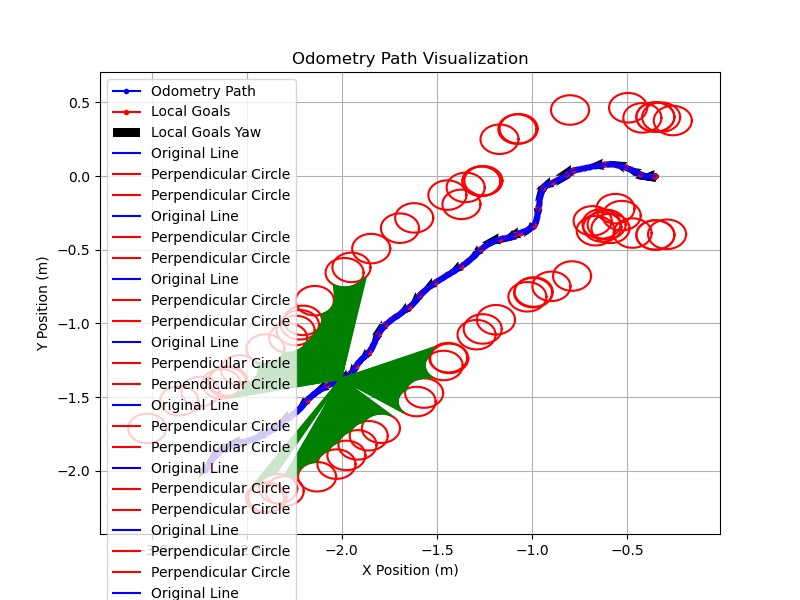 Odometry Path Visualization
Odometry Path
Local Goals
Local Goals Yaw
Original Line
Perpendicular Circle
Perpendicular Circle
Original Line
Perpendicular Circle
Perpendicular Circle
Original Line
Perpendicular Circle
Perpendicular Circle
Original Line
Perpendicular Circle
Perpendicular Circle
Original Line
Perpendicular Circle
Perpendicular Circle
Original Line
Perpendicular Circle
Perpendicular Circle
Original Line
Perpendicular Circle
Perpendicular Circle
Original Line
0.5
0.0
−0.5
−1.0
−1.5
−2.0
Y Position (m)
−2.0
−1.5
−1.0
−0.5
X Position (m)